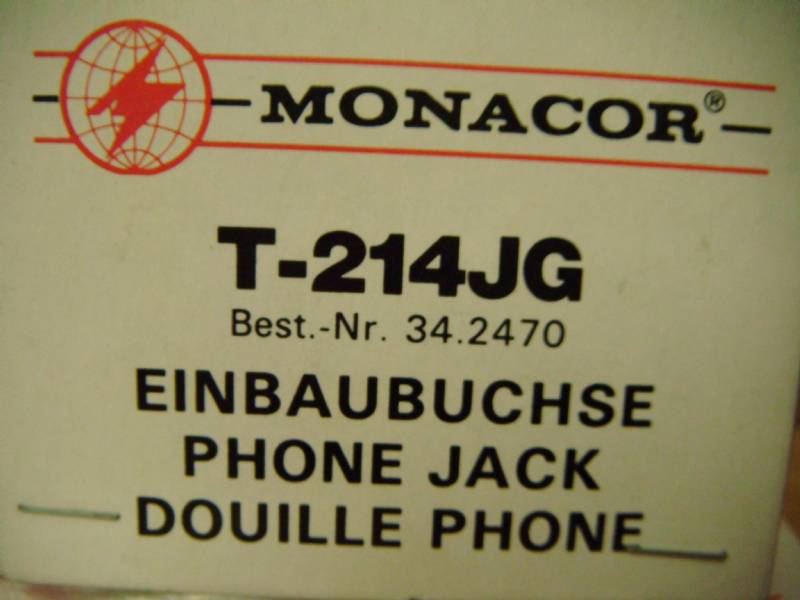 MONACOR®
T-214JG
Best.-Nr. 34.2470
EINBAUBUCHSE
PHONE JACK
DOUILLE PHONE